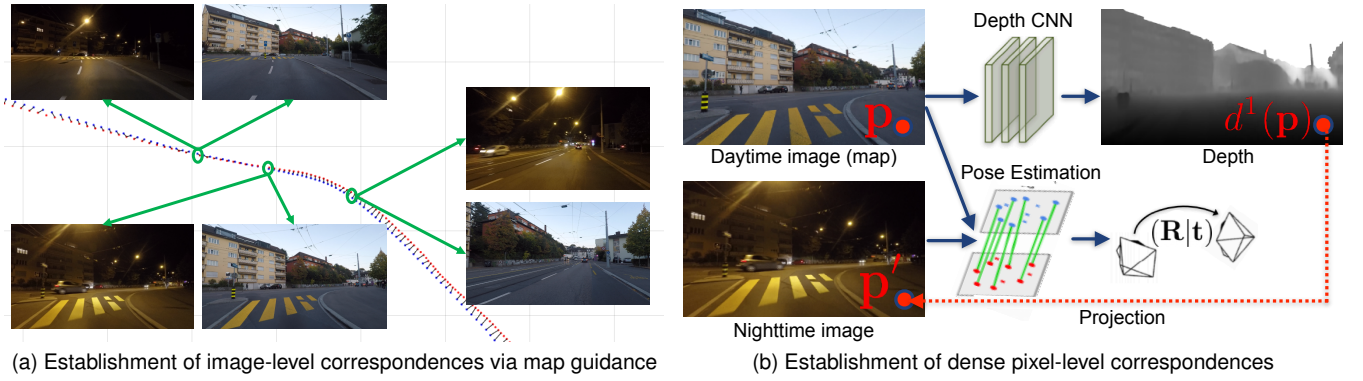 Depth CNN
p
d¹(p)
Daytime image (map)
Depth
Pose Estimation
(R|t)
p′
Nighttime image
Projection
(a) Establishment of image-level correspondences via map guidance
(b) Establishment of dense pixel-level correspondences